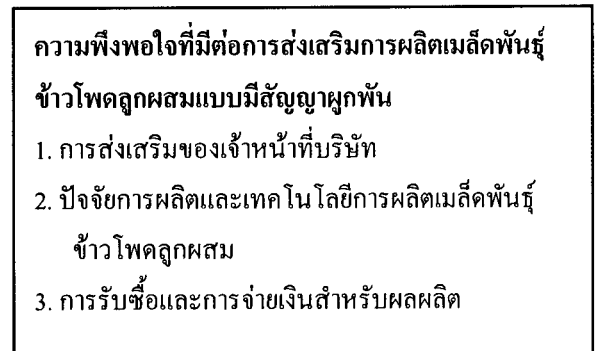 ความพึงพอใจที่มีต่อการส่งเสริมการผลิตเมล็ดพันธุ์
ข้าวโพดลูกผสมแบบมีสัญญาผูกพัน
1. การส่งเสริมของเจ้าหน้าที่บริษัท
2. ปัจจัยการผลิตและเทคโนโลยีการผลิตเมล็ดพันธุ์
ข้าวโพดลูกผสม
3. การรับซื้อและการจ่ายเงินสำหรับผลผลิต